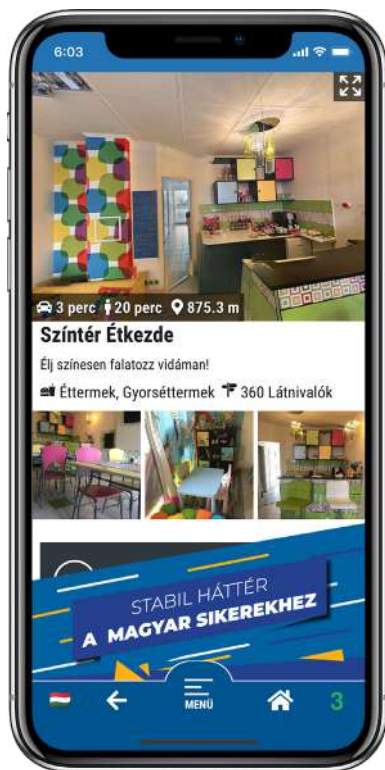 6:03
3 perc 20 perc 875.3 m
Színtér Étkezde
Élj színesen falatozz vidáman!
Éttermek, Gyorséttermek 360 Látnivalók
STABIL HÁTTÉR
A MAGYAR SIKEREKHEZ
MENÜ
3